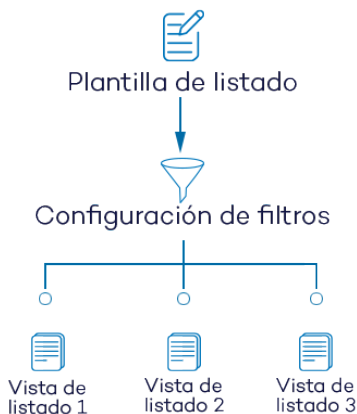 Plantilla de listado
Configuración de filtros
Vista de
listado 1
Vista de
listado 2
Vista de
listado 3